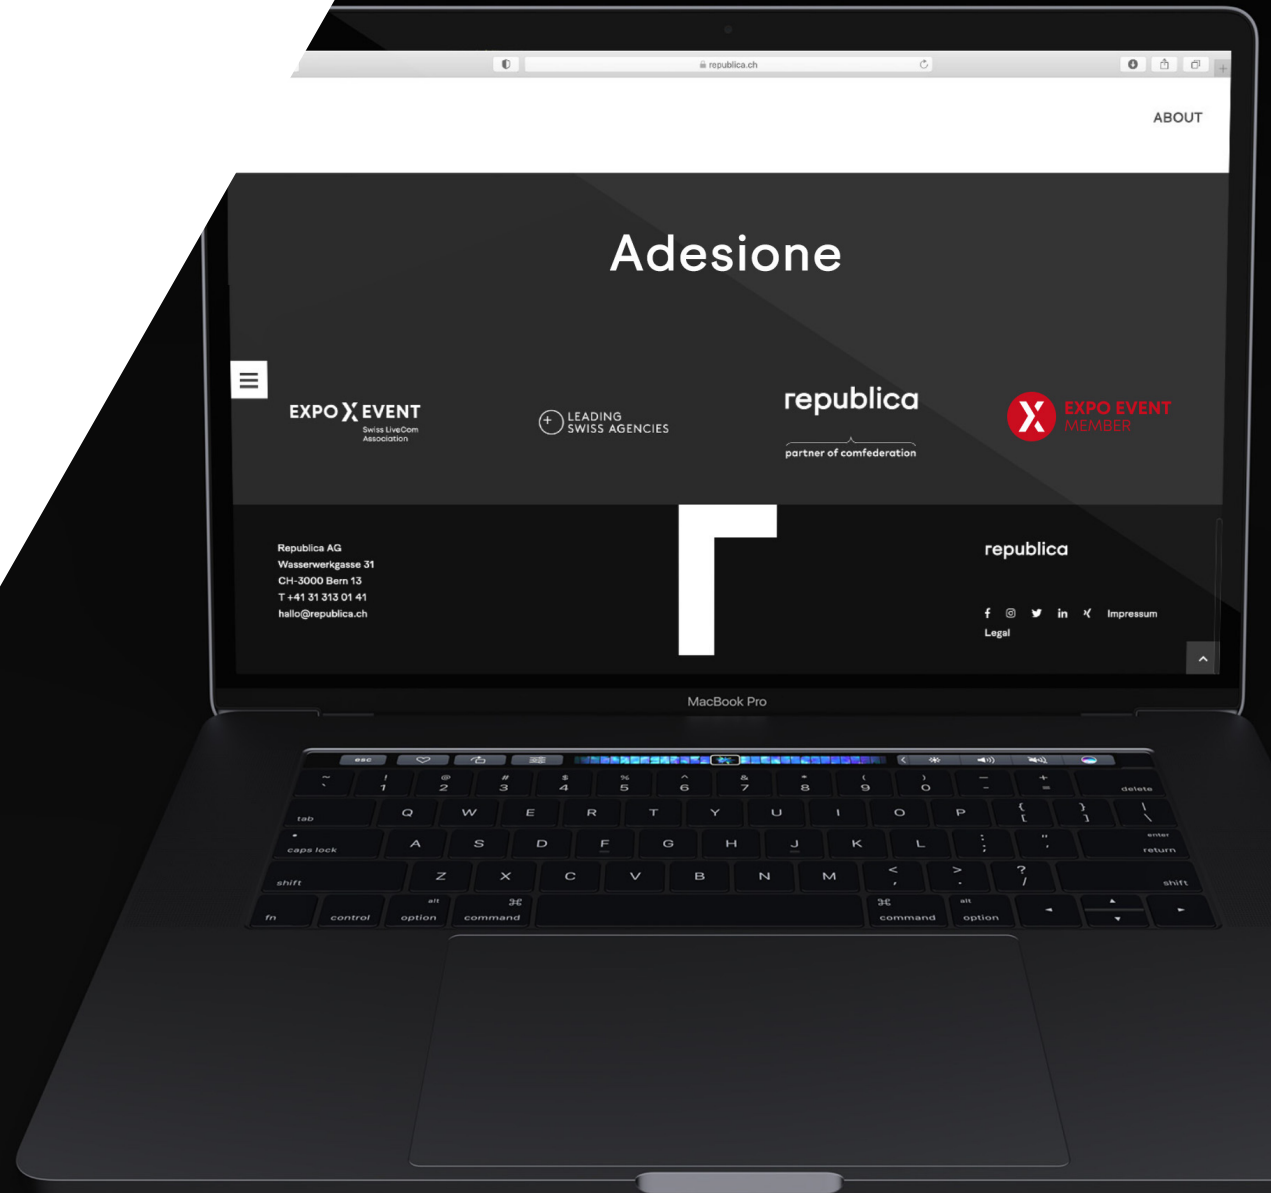 republica.ch
ABOUT
Adesione
EXPO X EVENT
Swiss LiveCom
Association
LEADING
SWISS AGENCIES
republica
partner of comfederation
X EXPO EVENT
MEMBER
Republica AG
Wasserwerkgasse 31
CH-3000 Bern 13
T +41 31 313 01 41
hallo@republica.ch
republica
f in Impressum
Legal
MacBook Pro
esc
~ ! @ # $ % ^ & * ( ) — +
` 1 2 3 4 5 6 7 8 9 0 - = delete
tab Q W E R T Y U I O P { [ } ] | \
caps lock A S D F G H J K L : ; " ' enter return
shift Z X C V B N M < , > . ? / shift
fn control alt option ⌘ command ⌘ command alt option